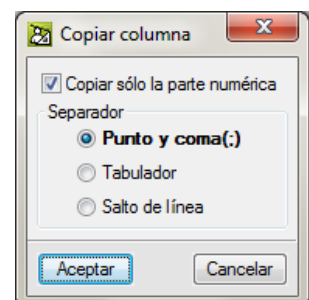 Copiar columna
Copiar sólo la parte numérica
Separador
Punto y coma(;)
Tabulador
Salto de línea
Aceptar Cancelar